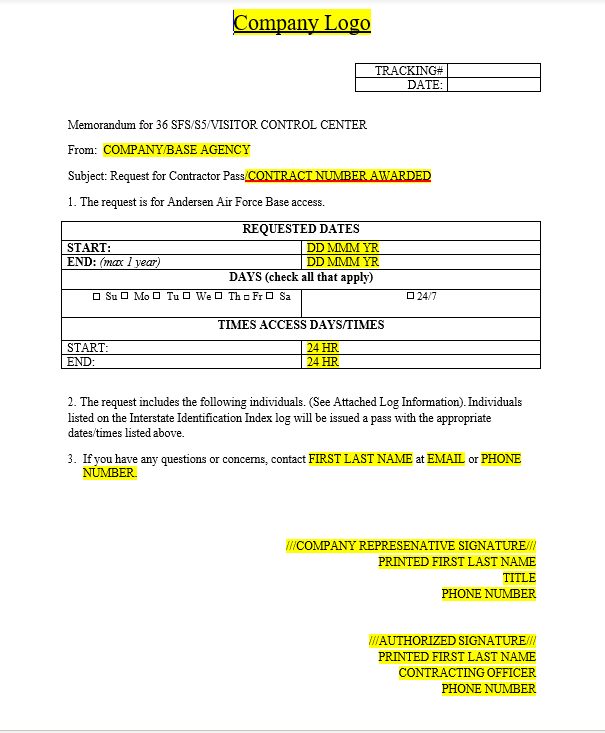 Company Logo
TRACKING#
DATE:
Memorandum for 36 SFS/S5/VISITOR CONTROL CENTER
From: COMPANY/BASE AGENCY
Subject: Request for Contractor Pass/CONTRACT NUMBER AWARDED
1. The request is for Andersen Air Force Base access.
REQUESTED DATES
START: DD MMM YR
END: (max 1 year) DD MMM YR
DAYS (check all that apply)
☐ Su ☐ Mo ☐ Tu ☐ We ☐ Th ☐ Fr ☐ Sa ☐ 24/7
TIMES ACCESS DAYS/TIMES
START: 24 HR
END: 24 HR
2. The request includes the following individuals. (See Attached Log Information). Individuals
listed on the Interstate Identification Index log will be issued a pass with the appropriate
dates/times listed above.
3. If you have any questions or concerns, contact FIRST LAST NAME at EMAIL or PHONE
NUMBER.
///COMPANY REPRESENATIVE SIGNATURE///
PRINTED FIRST LAST NAME
TITLE
PHONE NUMBER
///AUTHORIZED SIGNATURE///
PRINTED FIRST LAST NAME
CONTRACTING OFFICER
PHONE NUMBER